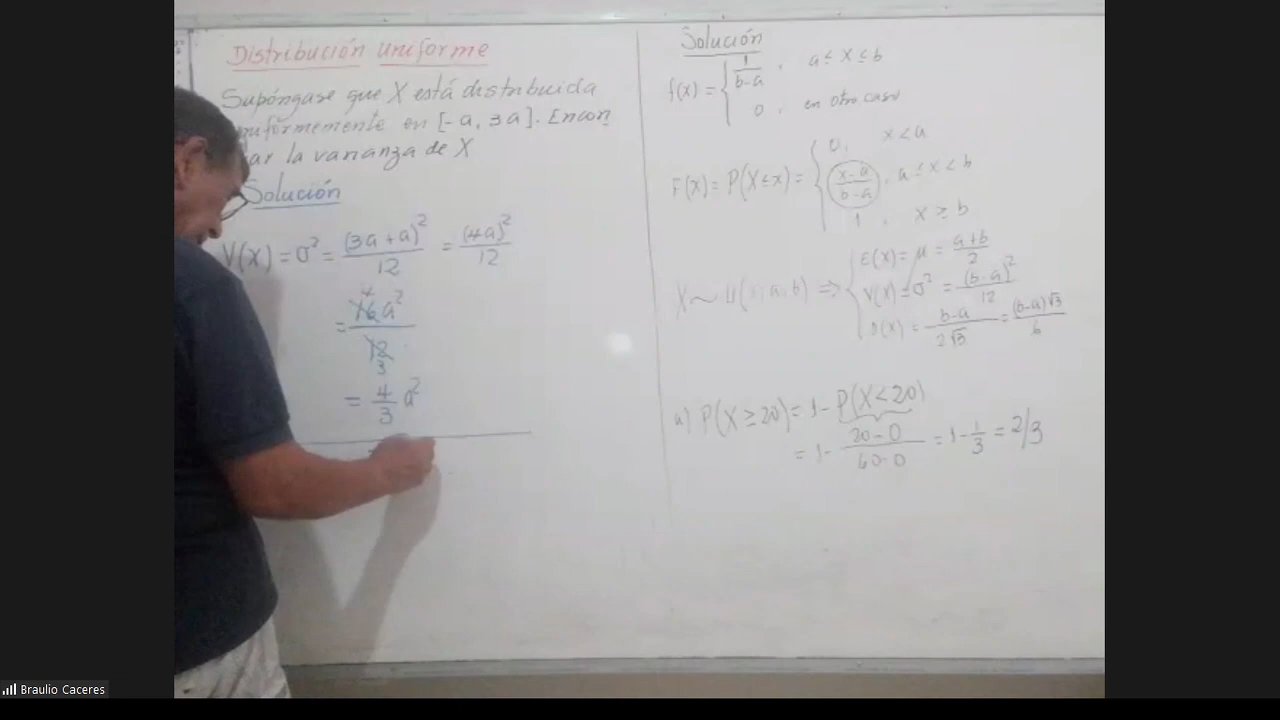 Distribución uniforme
Supóngase que X está distribuida
uniformemente en [-a, 3a]. Encon
trar la varianza de X
Solución
V(X) = σ² = (3a+a)²/12 = (4a)²/12
= 16a²/12
4
3
= 4/3 a²
Solución
f(x) = { 1/(b-a) , a ≤ x ≤ b
0 , en otro caso
F(x) = P(X ≤ x) = { 0, x < a
(x-a)/(b-a) , a ≤ x < b
1 , x ≥ b
X ~ U(x; a, b) ⇒ { E(X) = μ = (a+b)/2
V(X) = σ² = (b-a)²/12
D(X) = (b-a)/(2√3) = (b-a)√3/6
a) P(X ≥ 20) = 1 - P(X < 20)
= 1 - (20-0)/(60-0) = 1 - 1/3 = 2/3
Braulio Caceres